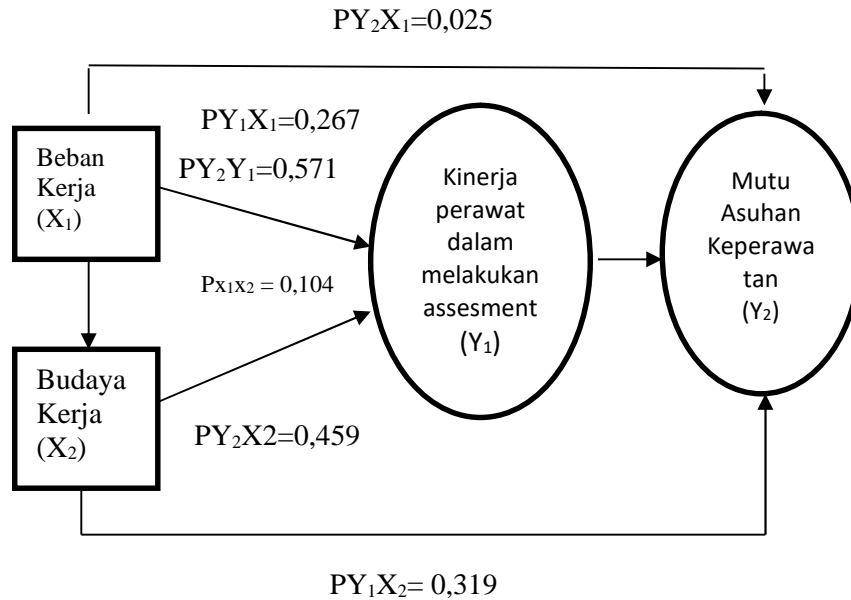 PY₂X₁=0,025
PY₁X₁=0,267
PY₂Y₁=0,571
Beban
Kerja
(X₁)
Kinerja
perawat
dalam
melakukan
assesment
(Y₁)
Mutu
Asuhan
Keperawa
tan
(Y₂)
Px₁x₂ = 0,104
Budaya
Kerja
(X₂)
PY₂X2=0,459
PY₁X₂= 0,319